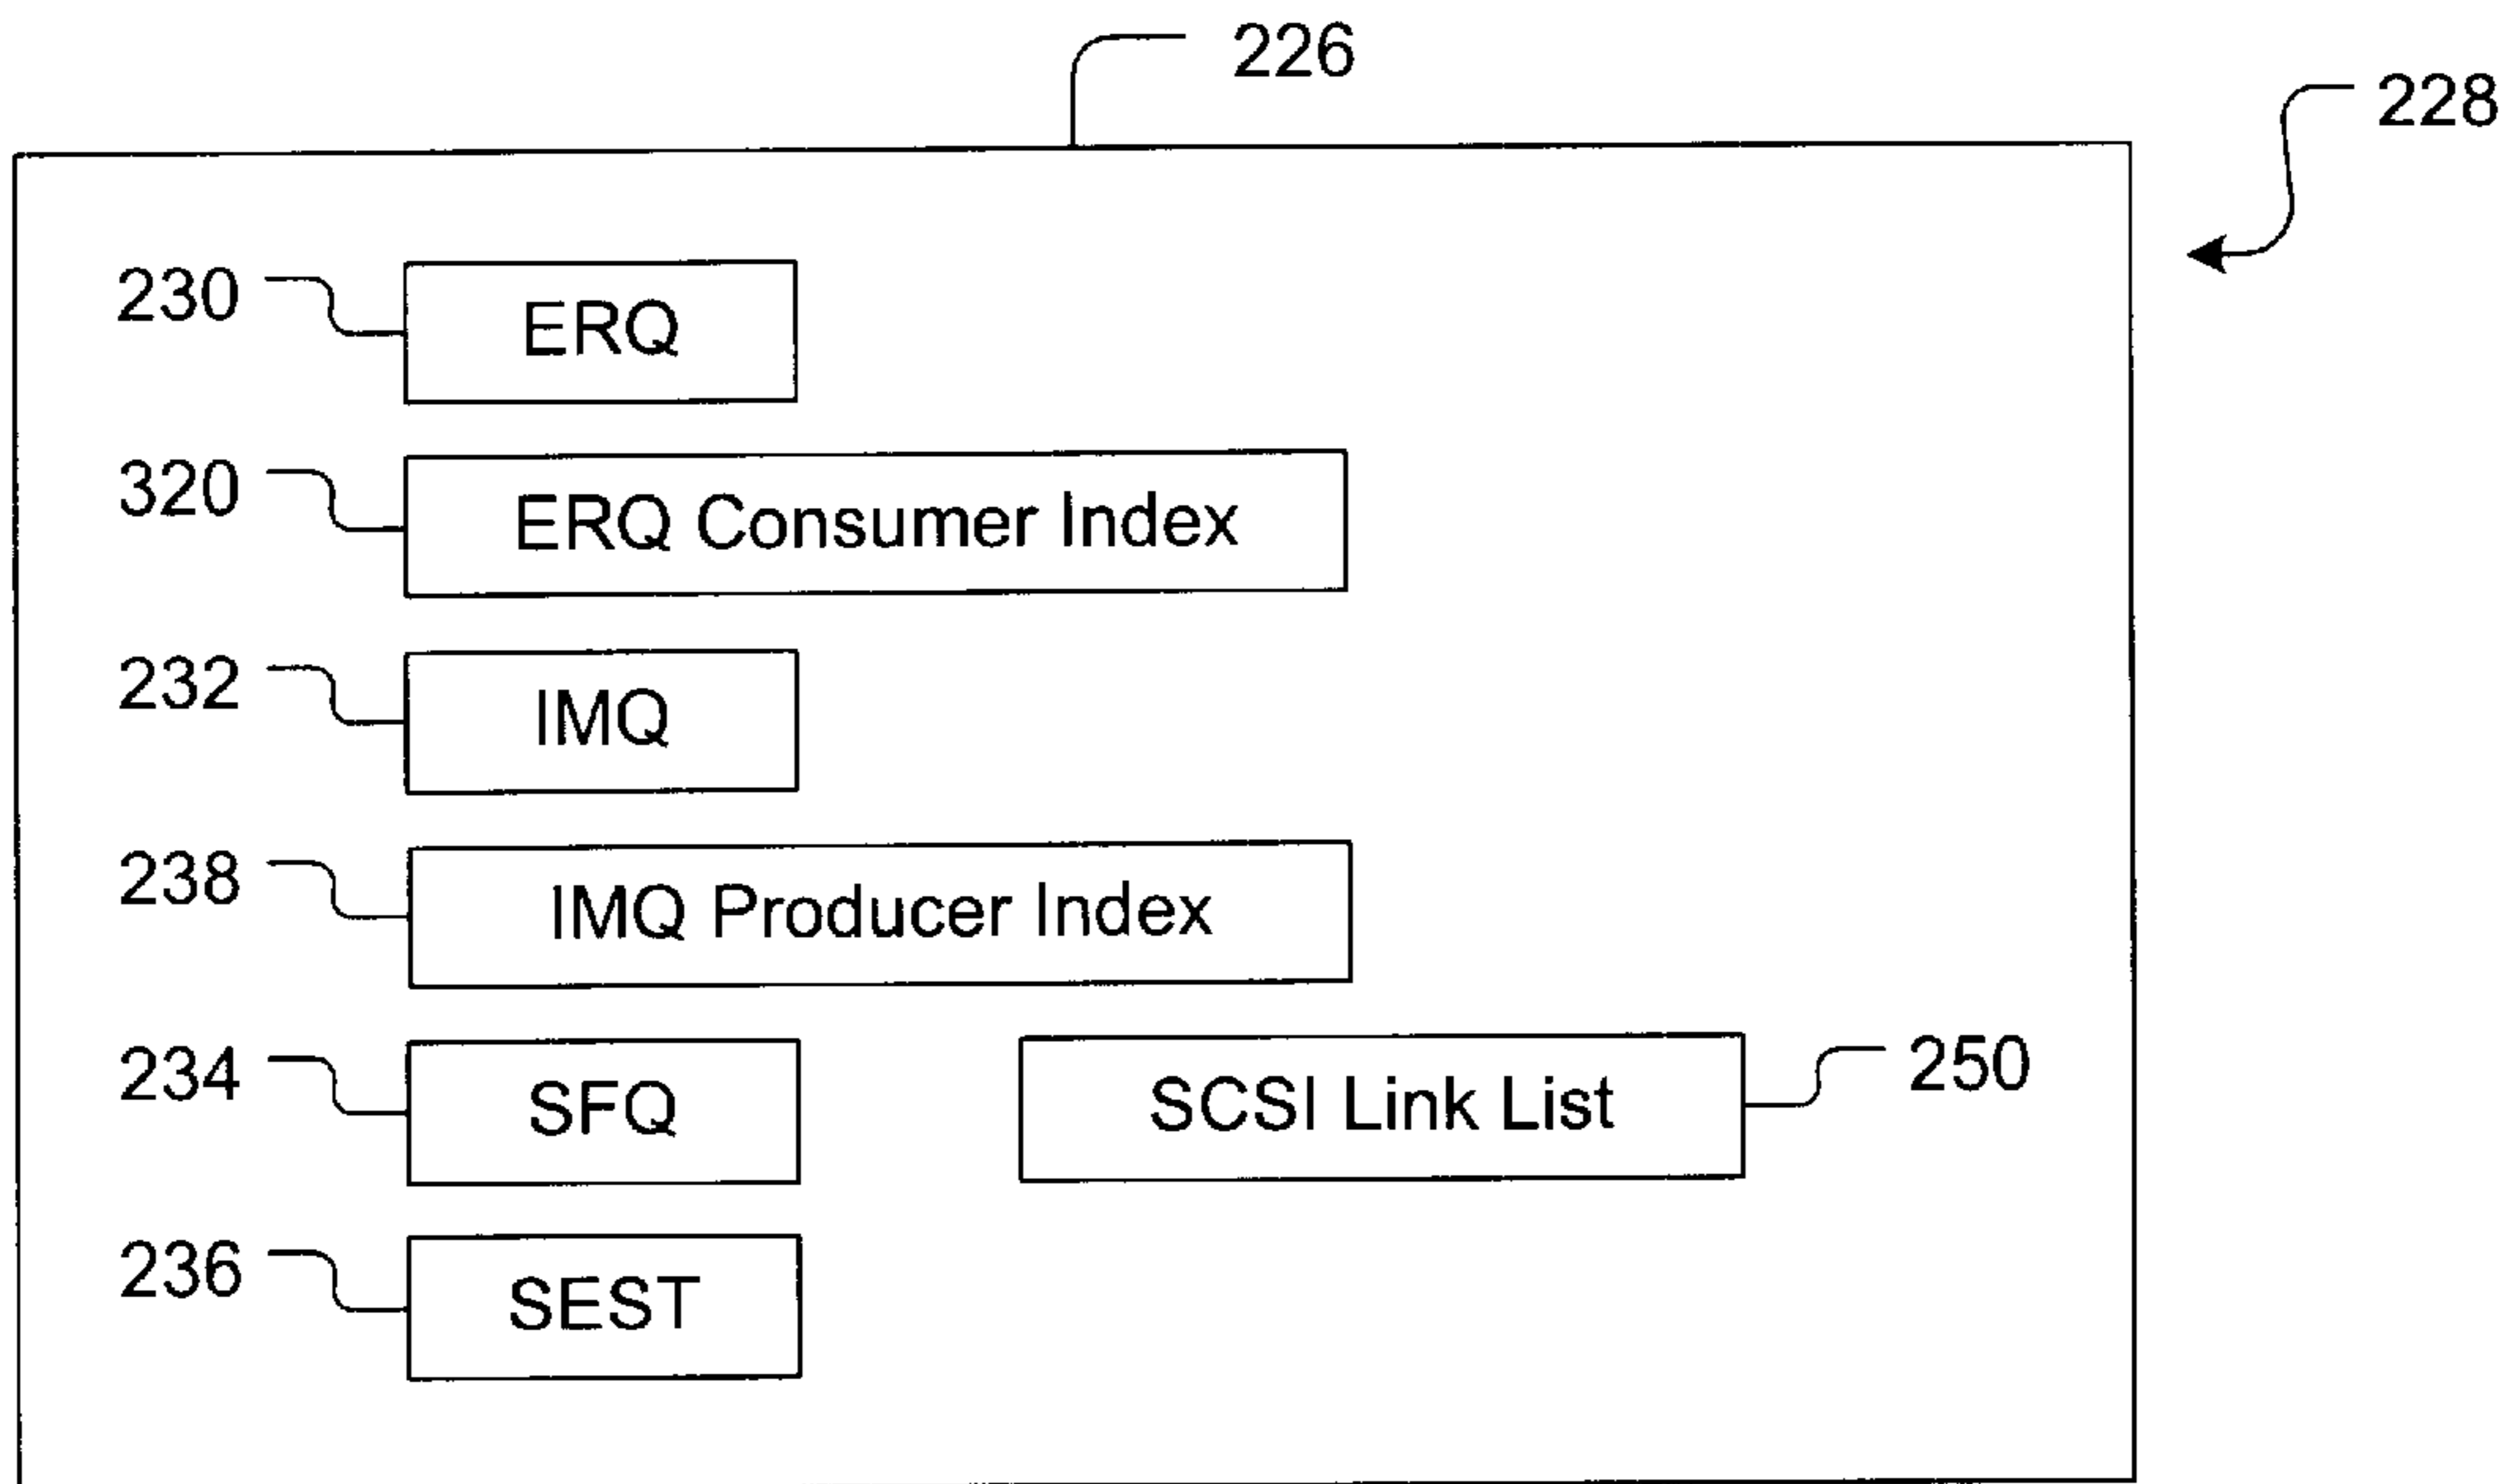 226
228
230 ERQ
320 ERQ Consumer Index
232 IMQ
238 IMQ Producer Index
234 SFQ SCSI Link List 250
236 SEST